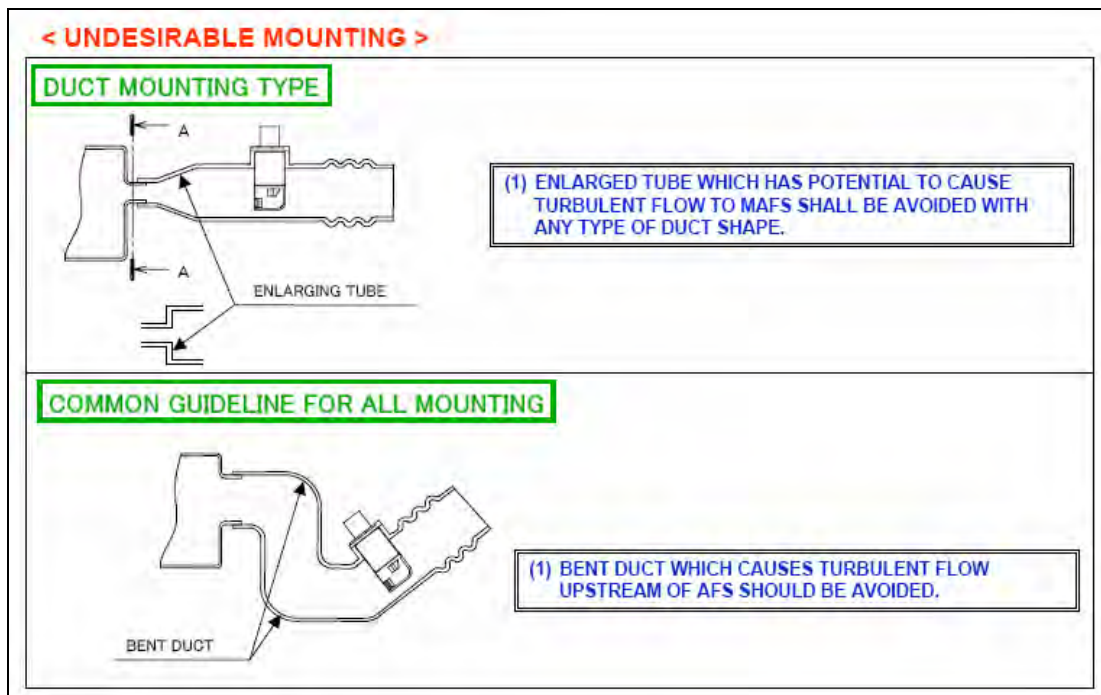 < UNDESIRABLE MOUNTING >
DUCT MOUNTING TYPE
A
A
ENLARGING TUBE
(1) ENLARGED TUBE WHICH HAS POTENTIAL TO CAUSE
TURBULENT FLOW TO MAFS SHALL BE AVOIDED WITH
ANY TYPE OF DUCT SHAPE.
COMMON GUIDELINE FOR ALL MOUNTING
BENT DUCT
(1) BENT DUCT WHICH CAUSES TURBULENT FLOW
UPSTREAM OF AFS SHOULD BE AVOIDED.